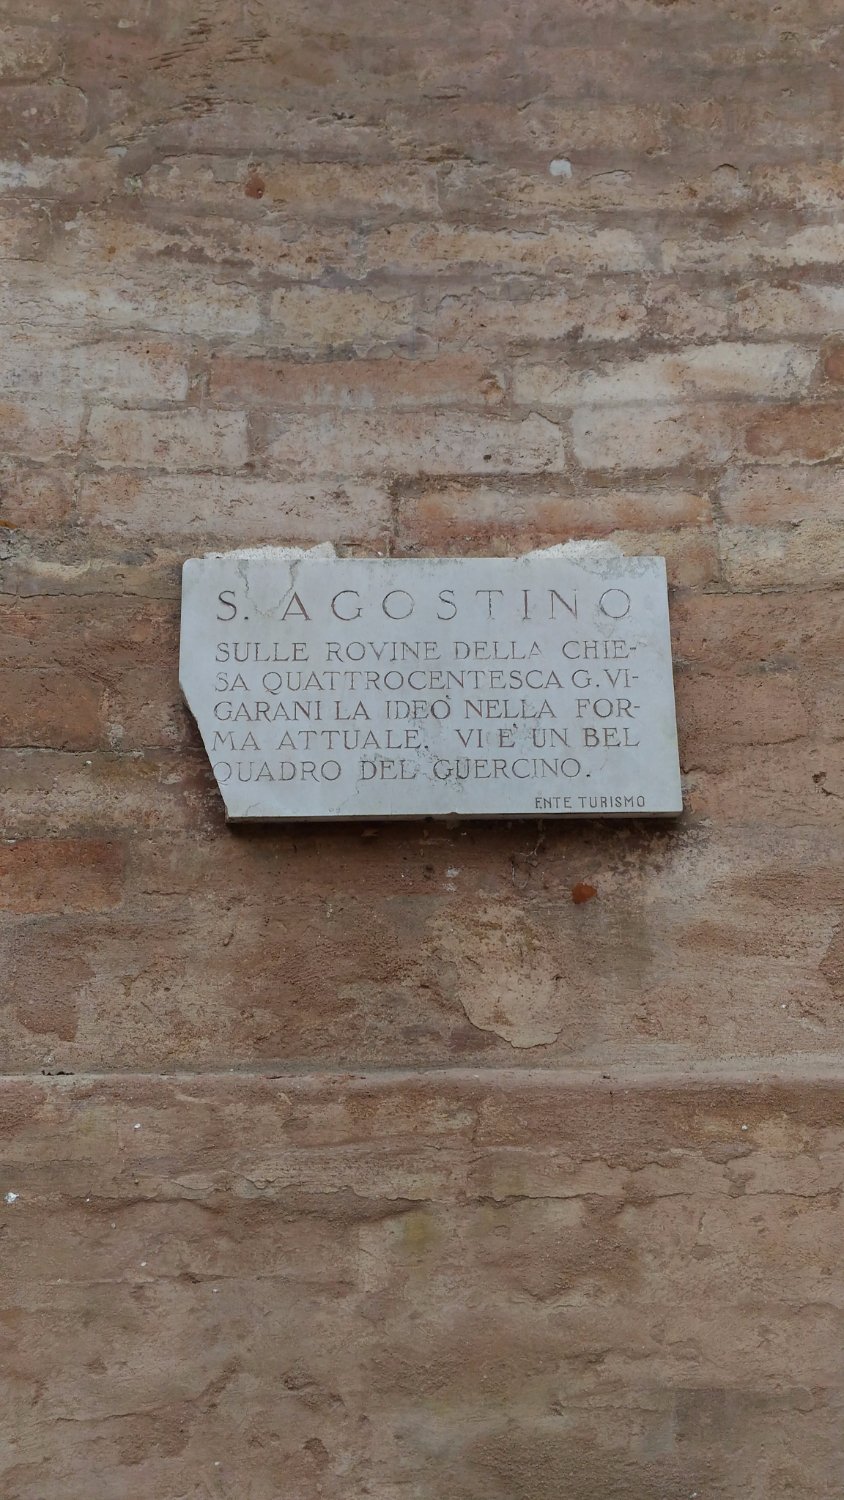 S. AGOSTINO
SULLE ROVINE DELLA CHIE-
SA QUATTROCENTESCA G. VI-
GARANI LA IDEÒ NELLA FOR-
MA ATTUALE. VI È UN BEL
QUADRO DEL GUERCINO.
ENTE TURISMO